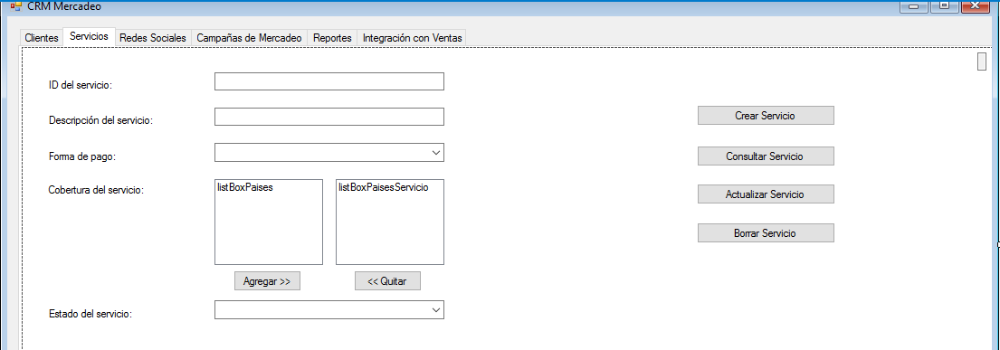 CRM Mercadeo
Clientes Servicios Redes Sociales Campañas de Mercadeo Reportes Integración con Ventas
ID del servicio:
Descripción del servicio:
Crear Servicio
Forma de pago:
Consultar Servicio
Cobertura del servicio:
listBoxPaises
listBoxPaisesServicio
Actualizar Servicio
Borrar Servicio
Agregar >>
<< Quitar
Estado del servicio: